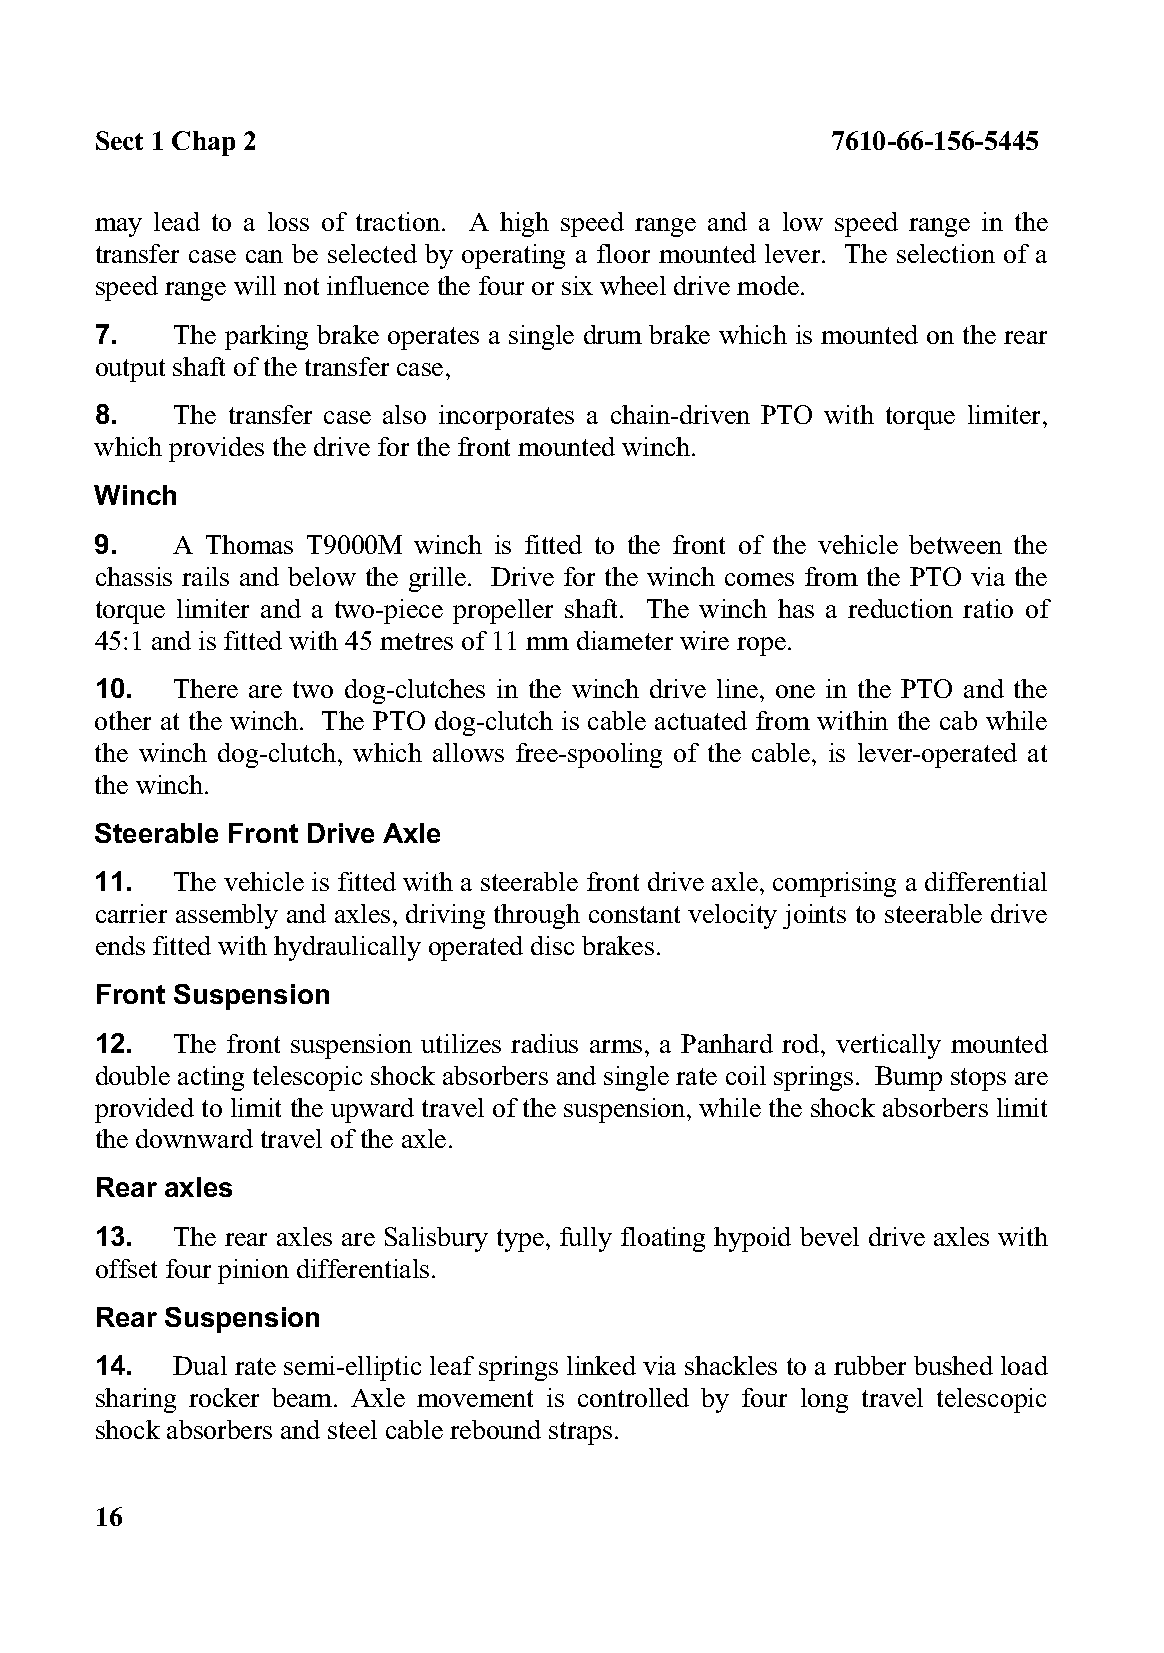 Sect 1 Chap 2 7610-66-156-5445
may lead to a loss of traction. A high speed range and a low speed range in the
transfer case can be selected by operating a floor mounted lever. The selection of a
speed range will not influence the four or six wheel drive mode.
7. The parking brake operates a single drum brake which is mounted on the rear
output shaft of the transfer case,
8. The transfer case also incorporates a chain-driven PTO with torque limiter,
which provides the drive for the front mounted winch.
Winch
9. A Thomas T9000M winch is fitted to the front of the vehicle between the
chassis rails and below the grille. Drive for the winch comes from the PTO via the
torque limiter and a two-piece propeller shaft. The winch has a reduction ratio of
45:1 and is fitted with 45 metres of 11 mm diameter wire rope.
10. There are two dog-clutches in the winch drive line, one in the PTO and the
other at the winch. The PTO dog-clutch is cable actuated from within the cab while
the winch dog-clutch, which allows free-spooling of the cable, is lever-operated at
the winch.
Steerable Front Drive Axle
11. The vehicle is fitted with a steerable front drive axle, comprising a differential
carrier assembly and axles, driving through constant velocity joints to steerable drive
ends fitted with hydraulically operated disc brakes.
Front Suspension
12. The front suspension utilizes radius arms, a Panhard rod, vertically mounted
double acting telescopic shock absorbers and single rate coil springs. Bump stops are
provided to limit the upward travel of the suspension, while the shock absorbers limit
the downward travel of the axle.
Rear axles
13. The rear axles are Salisbury type, fully floating hypoid bevel drive axles with
offset four pinion differentials.
Rear Suspension
14. Dual rate semi-elliptic leaf springs linked via shackles to a rubber bushed load
sharing rocker beam. Axle movement is controlled by four long travel telescopic
shock absorbers and steel cable rebound straps.
16